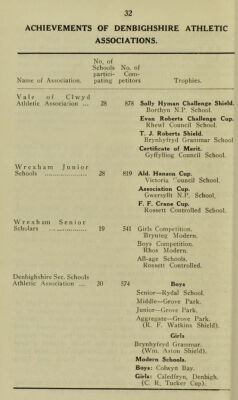 32
ACHIEVEMENTS OF DENBIGHSHIRE ATHLETIC
ASSOCIATIONS.
Name of Association.
No. of
Schools
partici-
pating
No. of
Com-
petitors
Trophies.
Vale of Clwyd
Athletic Association ... 28 878 Solly Hyman Challenge Shield.
Borthyn N.P. School.
Evan Roberts Challenge Cup.
Rhewl Council School.
T. J. Roberts Shield.
Brynhyfryd Grammar School
Certificate of Merit.
Gyffylliog Council School.
Wrexham Junior
Schools ................... 28 819 Ald. Hanson Cup.
Victoria Council School.
Association Cup.
Gwersyllt N.P. School.
F. F. Crane Cup.
Rossett Controlled School.
Wrexham Senior
Scholars ................ 19 541 Girls Competition.
Brynteg Modern.
Boys Competition.
Rhos Modern.
All-age Schools.
Rossett Controlled.
Denbighshire Sec. Schools
Athletic Association ... 30 574 Boys
Senior—Rydal School.
Middle—Grove Park.
Junior—Grove Park.
Aggregate—Grove Park.
(R. F. Watkins Shield).
Girls
Brynhyfryd Grammar.
(Wm. Aston Shield).
Modern Schools.
Boys: Colwyn Bay.
Girls: Caledfryn, Denbigh.
(C. R. Tucker Cup).